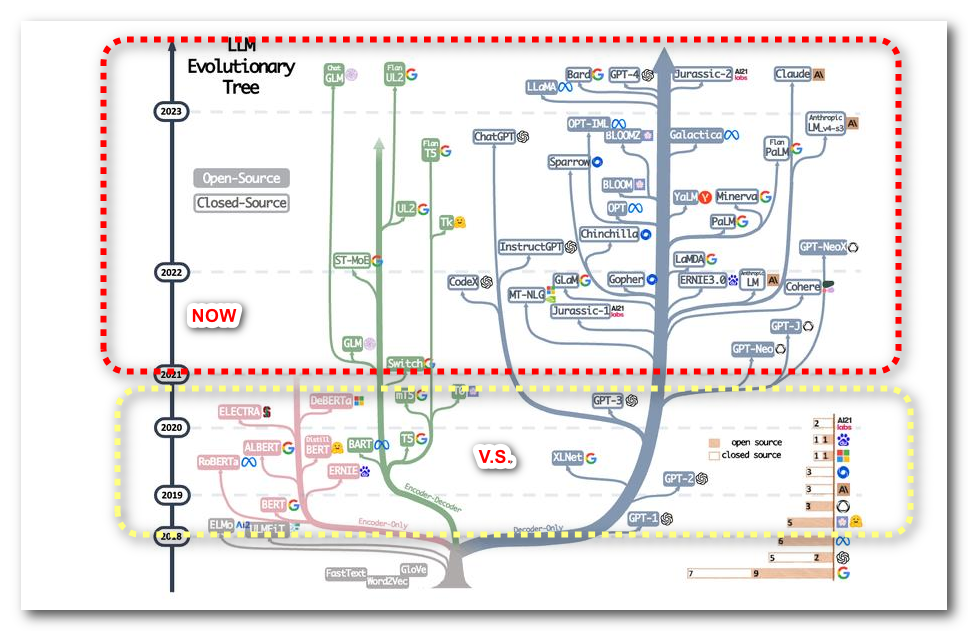 LLM
Evolutionary
Tree
Chat
GLM
Flan
UL2
Bard
GPT-4
Jurassic-2
AI21
labs
Claude
A\
LLaMA
2023
Anthropic
LM_v4-s3
A\
OPT-IML
BLOOMZ
Galactica
ChatGPT
Flan
T5
Flan
PaLM
Sparrow
Open-Source
Closed-Source
BLOOM
YaLM
Minerva
UL2
OPT
Tk
PaLM
Chinchilla
InstructGPT
GPT-NeoX
ST-MoE
LaMDA
2022
CodeX
GLaM
Gopher
ERNIE3.0
Anthropic
LM
A\
Cohere
MT-NLG
Jurassic-1
AI21
labs
NOW
GPT-J
GLM
GPT-Neo
Switch
2021
mT5
T0
DeBERTa
GPT-3
ELECTRA
2020
2
AI21
labs
ALBERT
Distill
BERT
BART
T5
open source
closed source
1
1
1
1
V.S.
RoBERTa
ERNIE
XLNet
3
GPT-2
2019
3
A\
BERT
Encoder-Decoder
3
GPT-1
5
ELMo
AI2
ULMFiT
Encoder-Only
Decoder-Only
2018
6
5
2
FastText
GloVe
Word2Vec
7
9